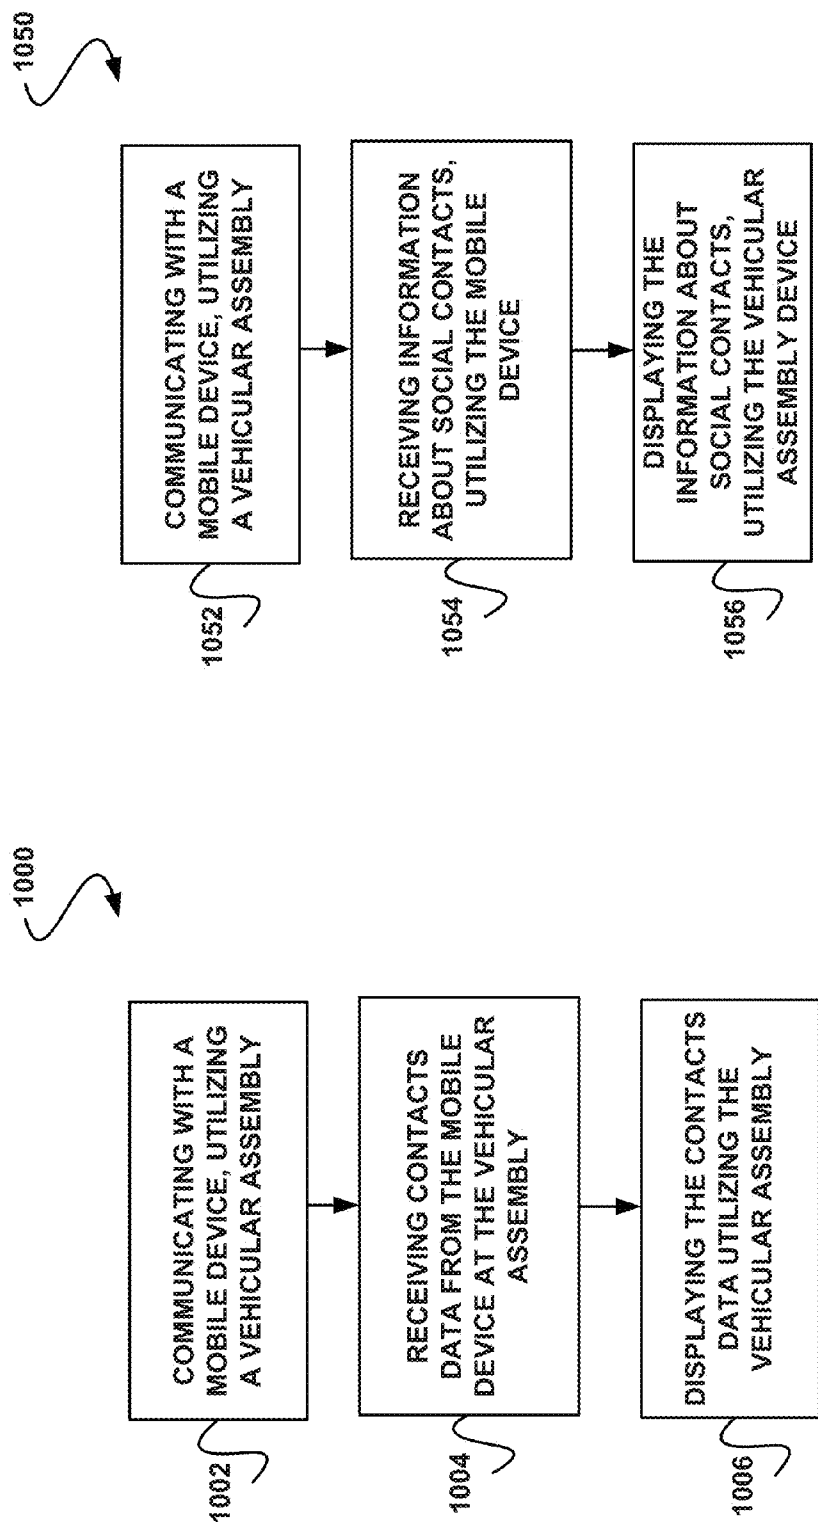 1000
COMMUNICATING WITH A
MOBILE DEVICE, UTILIZING
A VEHICULAR ASSEMBLY
1002
RECEIVING CONTACTS
DATA FROM THE MOBILE
DEVICE AT THE VEHICULAR
ASSEMBLY
1004
DISPLAYING THE CONTACTS
DATA UTILIZING THE
VEHICULAR ASSEMBLY
1006
1050
COMMUNICATING WITH A
MOBILE DEVICE, UTILIZING
A VEHICULAR ASSEMBLY
1052
RECEIVING INFORMATION
ABOUT SOCIAL CONTACTS,
UTILIZING THE MOBILE
DEVICE
1054
DISPLAYING THE
INFORMATION ABOUT
SOCIAL CONTACTS,
UTILIZING THE VEHICULAR
ASSEMBLY DEVICE
1056